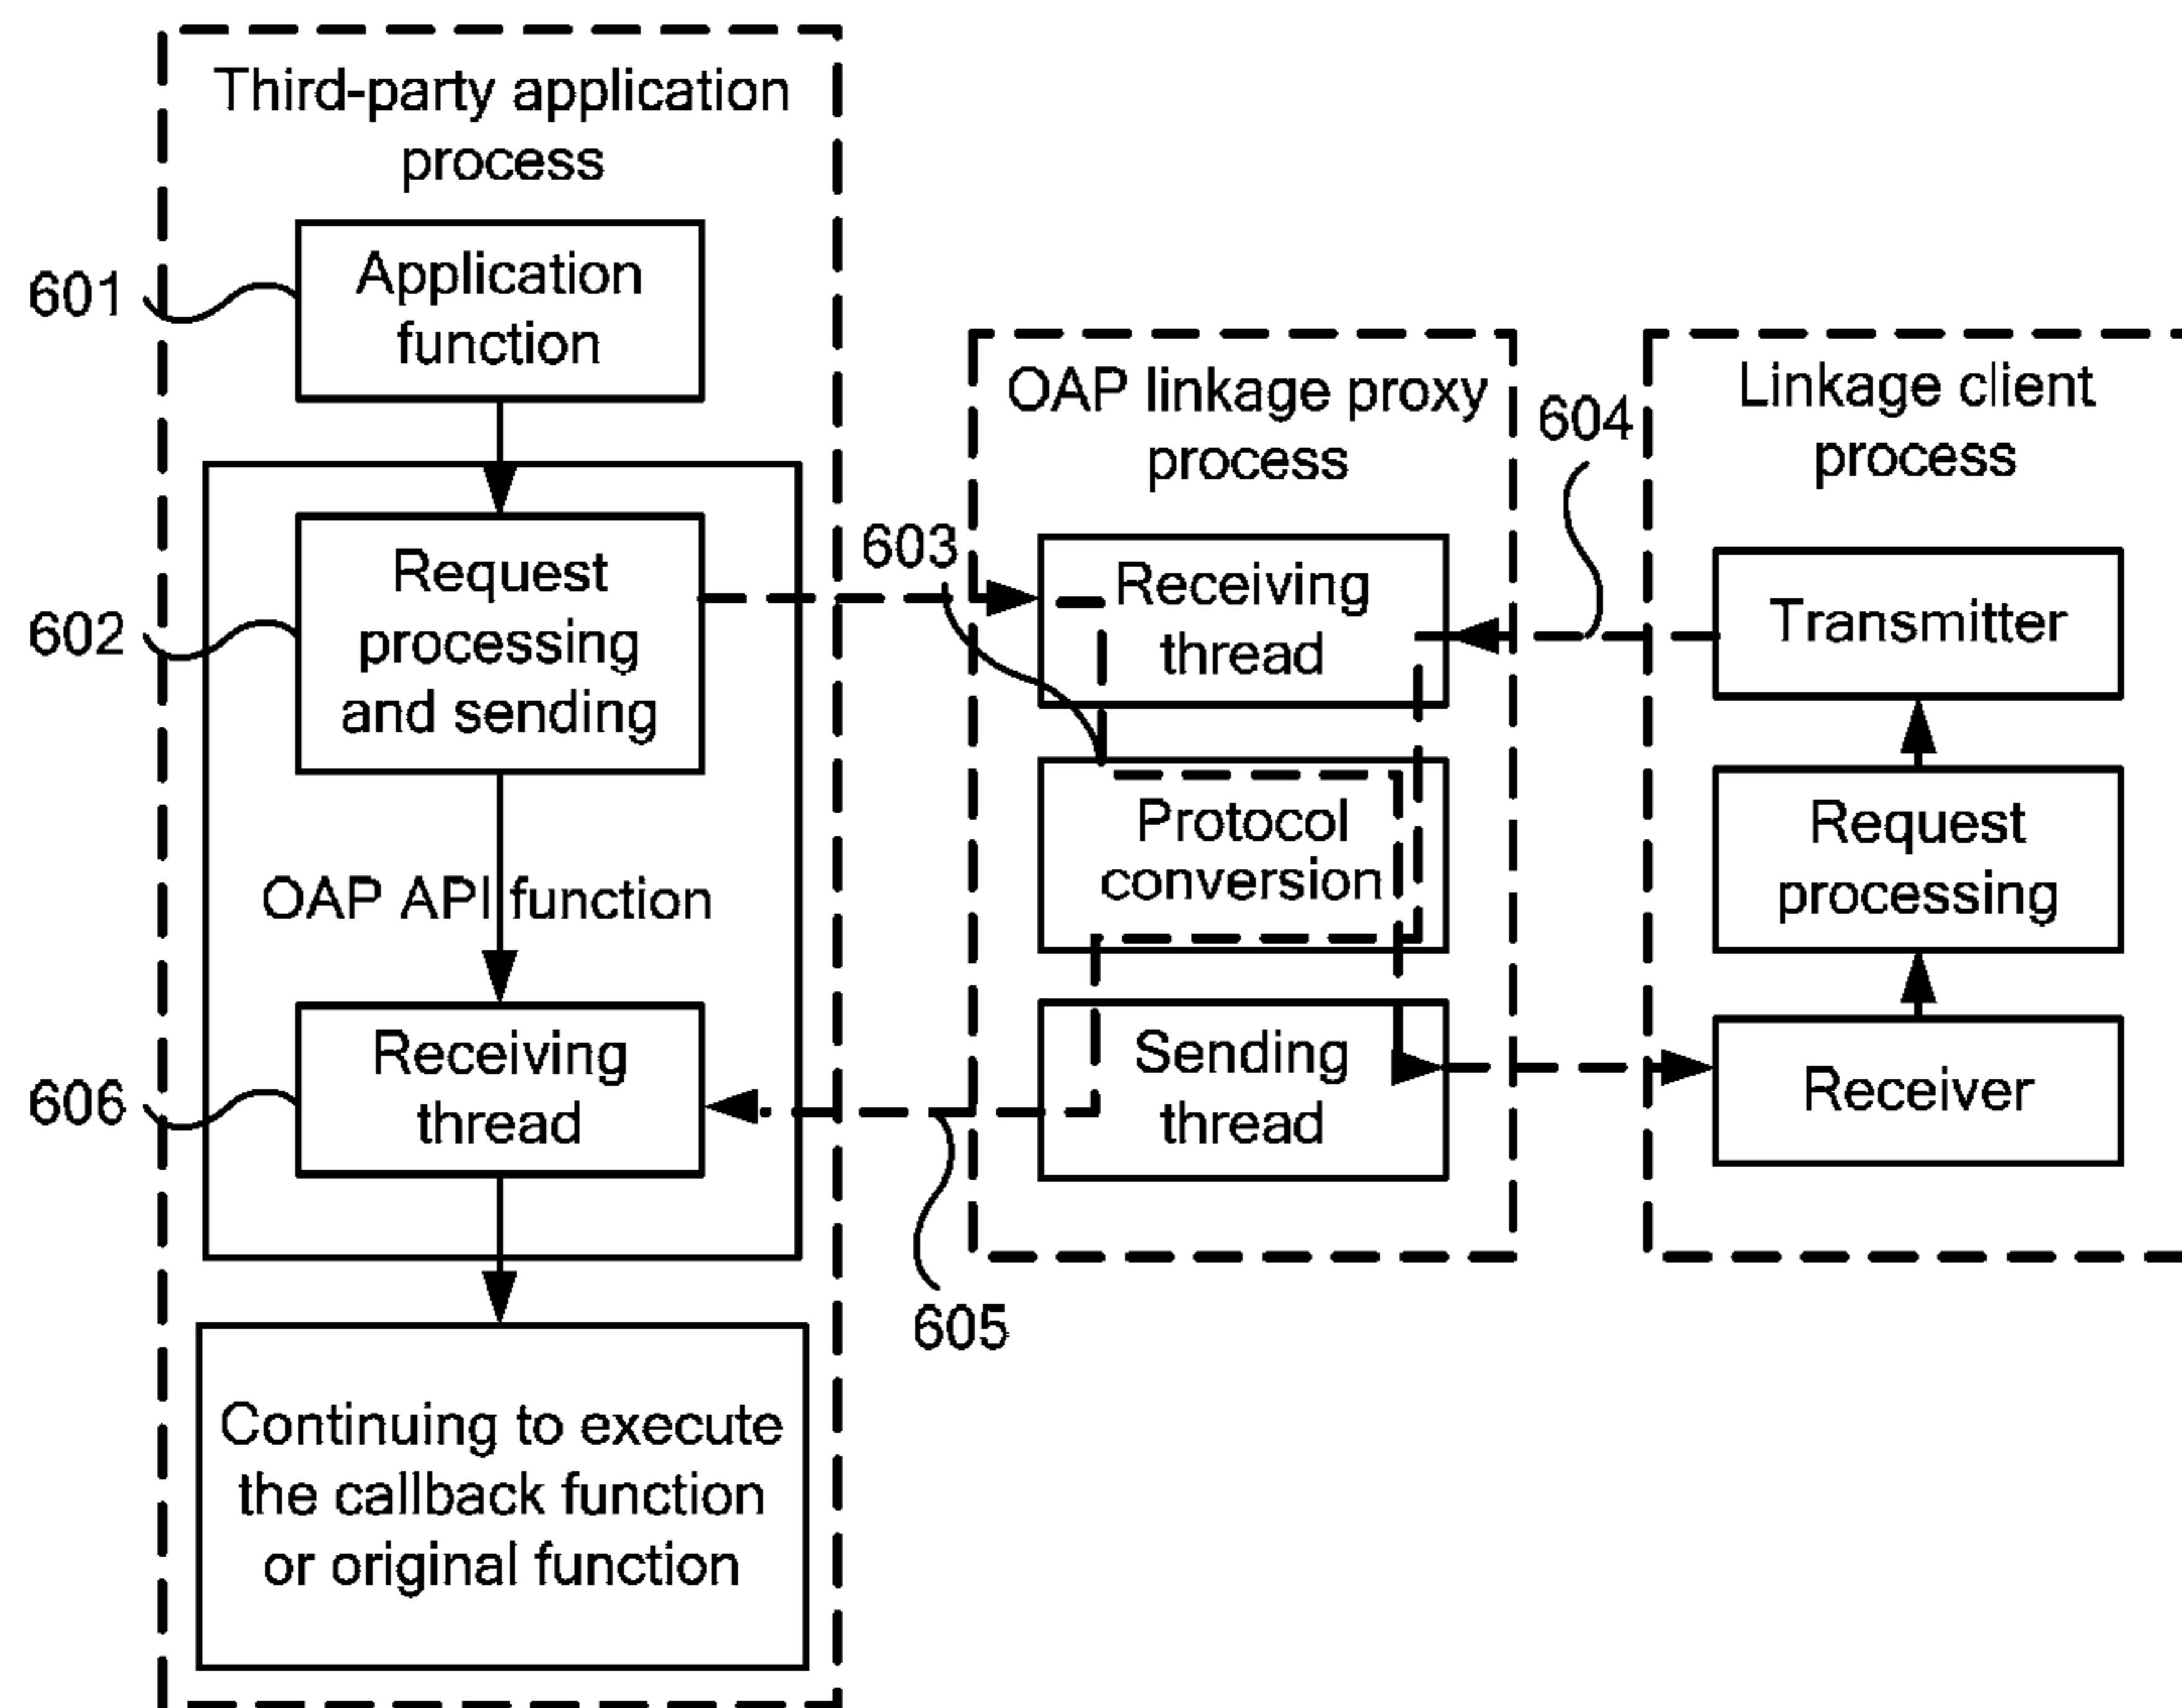 Third-party application
process
601
Application
function
602
Request
processing
and sending
OAP API function
606
Receiving
thread
Continuing to execute
the callback function
or original function
603
OAP linkage proxy
process
Receiving
thread
Protocol
conversion
Sending
thread
605
604
Linkage client
process
Transmitter
Request
processing
Receiver